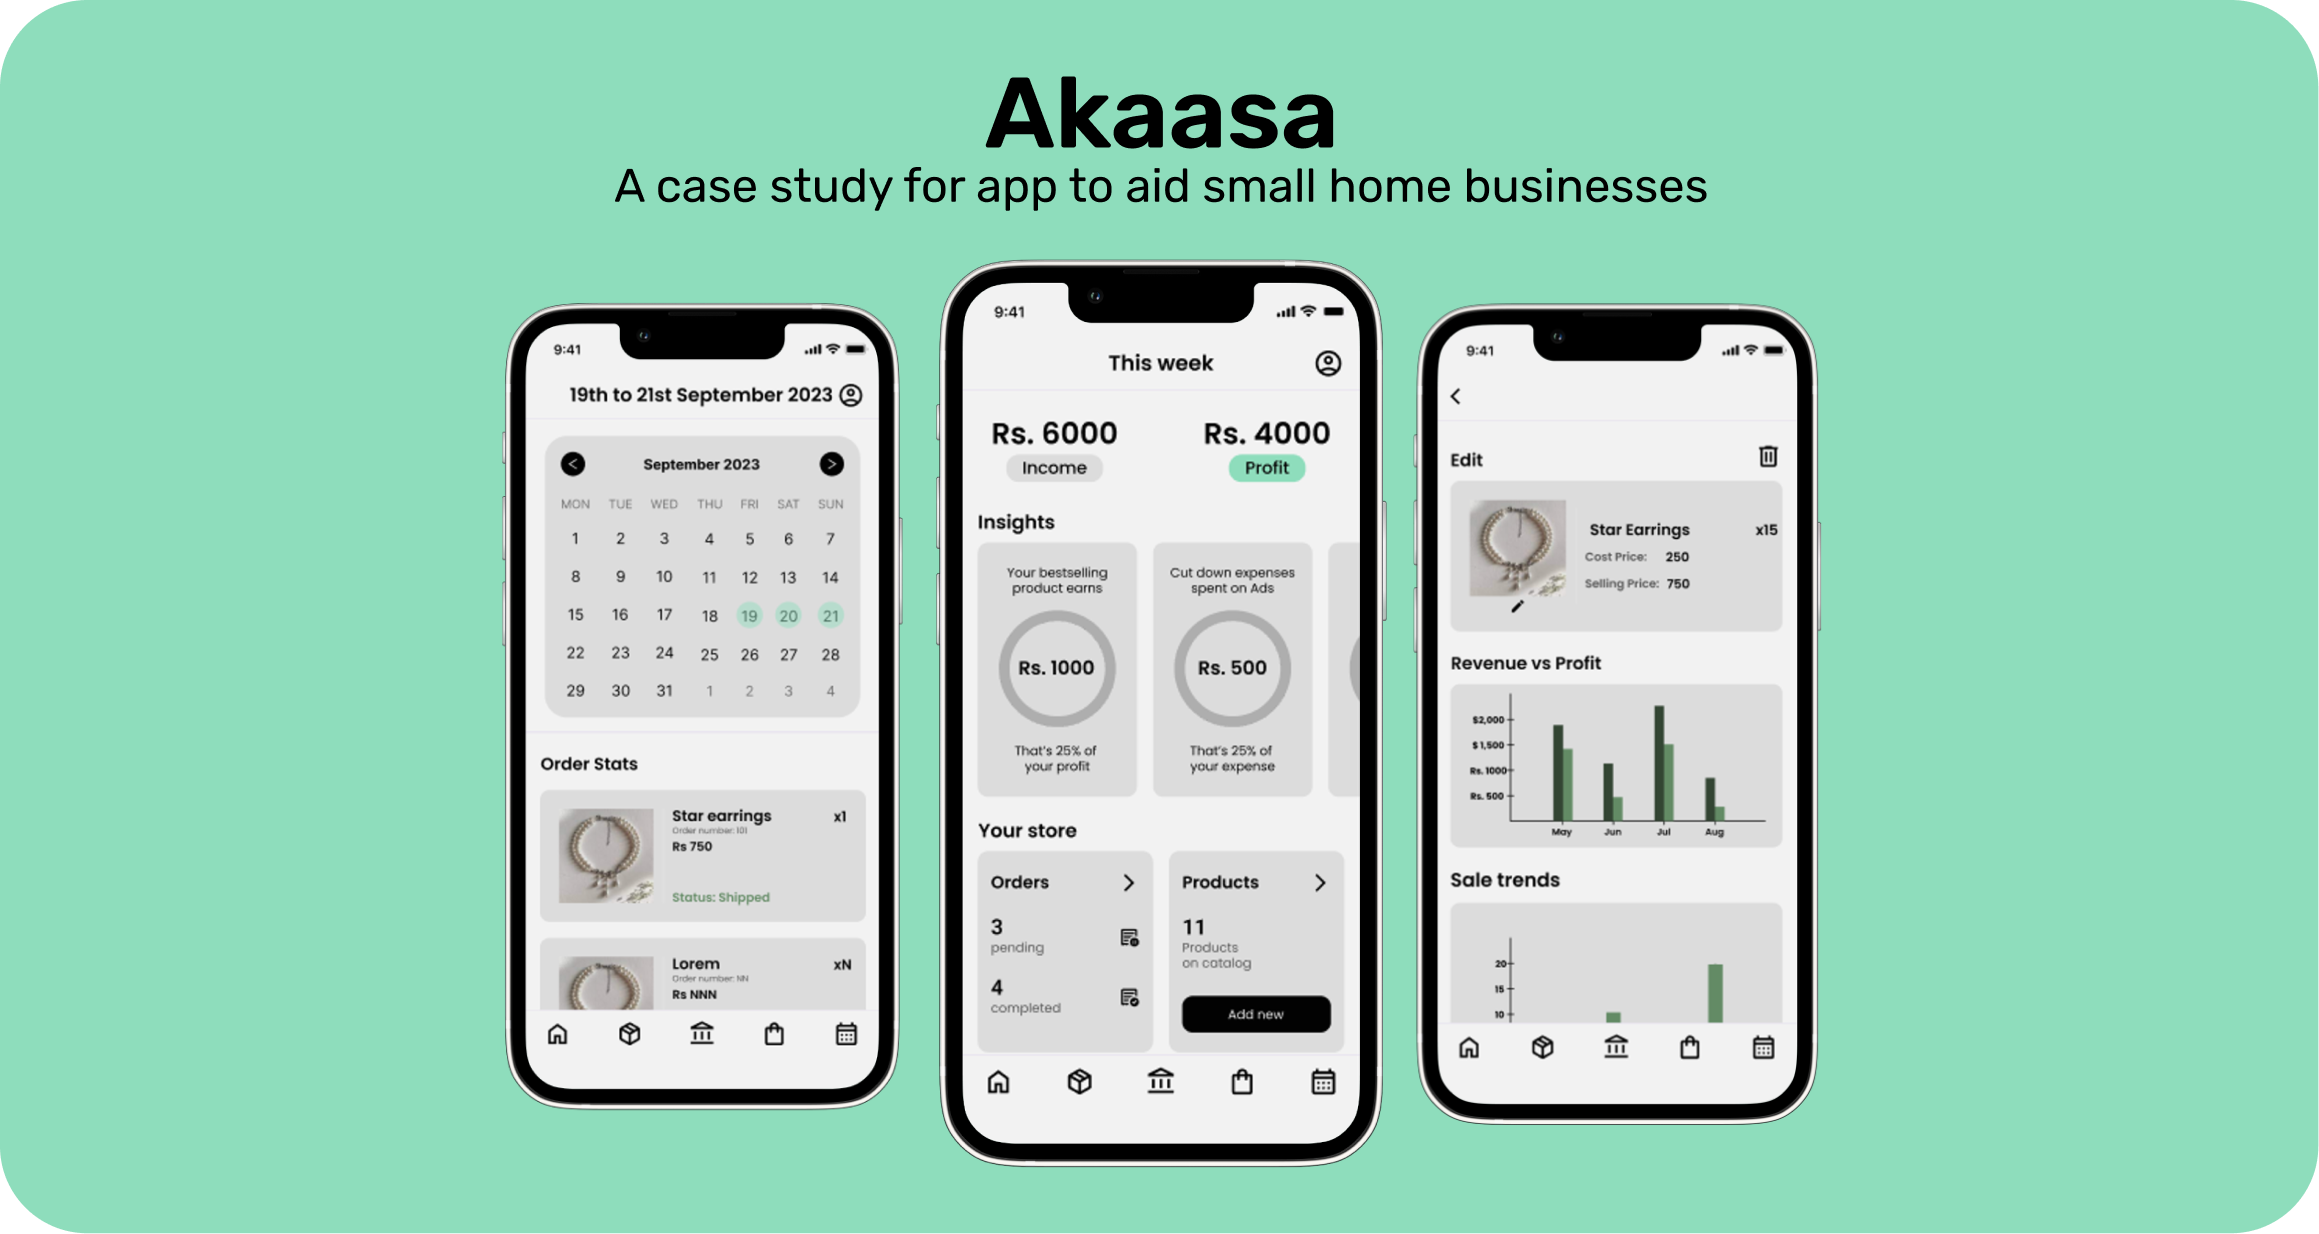 Akaasa
A case study for app to aid small home businesses
9:41
19th to 21st September 2023
<
September 2023
>
MON TUE WED THU FRI SAT SUN
1 2 3 4 5 6 7
8 9 10 11 12 13 14
15 16 17 18 19 20 21
22 23 24 25 26 27 28
29 30 31 1 2 3 4
Order Stats
Star earrings x1
Order number: 101
Rs 750
Status: Shipped
Lorem xN
Order number: NN
Rs NNN
9:41
This week
Rs. 6000 Rs. 4000
Income Profit
Insights
Your bestselling
product earns
Rs. 1000
That's 25% of
your profit
Cut down expenses
spent on Ads
Rs. 500
That's 25% of
your expense
Your store
Orders
3
pending
4
completed
Products
11
Products
on catalog
Add new
9:41
Edit
Star Earrings x15
Cost Price: 250
Selling Price: 750
Revenue vs Profit
$2,000
$1,500
Rs. 1000
Rs. 500
May Jun Jul Aug
Sale trends
20
15
10